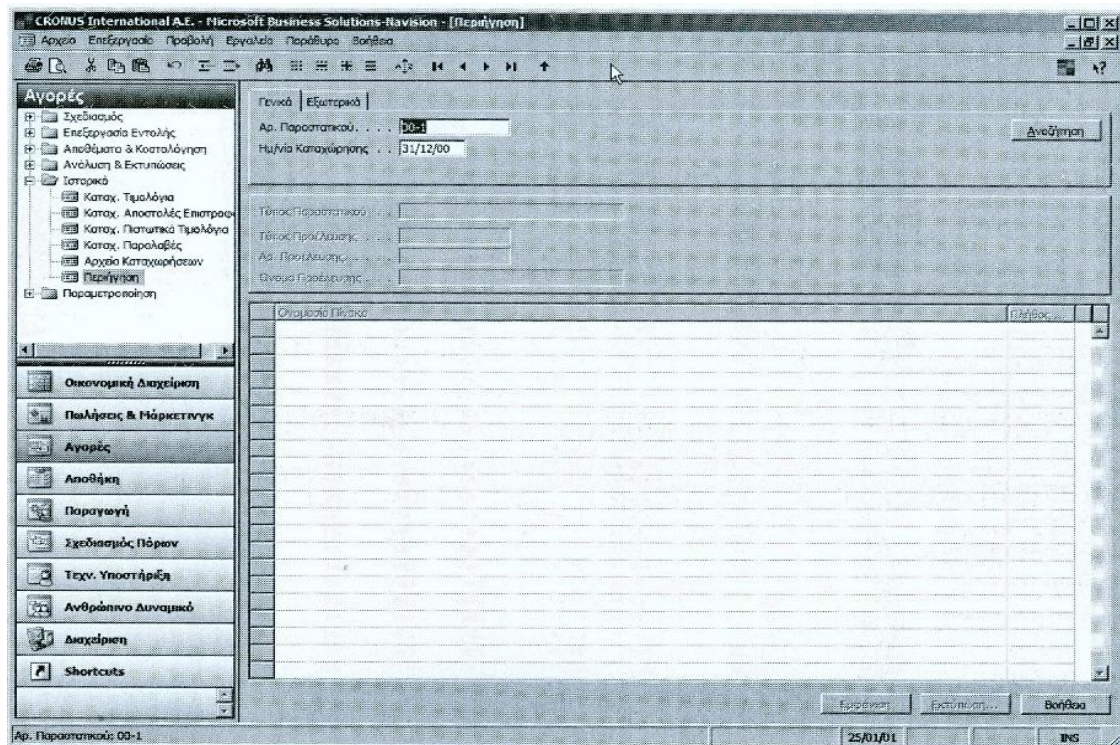 CRONUS International A.E. - Microsoft Business Solutions-Navision - [Περιήγηση]
Αρχείο Επεξεργασία Προβολή Εργαλεία Παράθυρο Βοήθεια
Αγορές
Σχεδιασμός
Επεξεργασία Εντολής
Αποθέματα & Κοστολόγηση
Ανάλυση & Εκτυπώσεις
Ιστορικό
Καταχ. Τιμολόγια
Καταχ. Αποστολές Επιστροφ
Καταχ. Πιστωτικά Τιμολόγια
Καταχ. Παραλαβές
Αρχείο Καταχωρήσεων
Περιήγηση
Παραμετροποίηση
Οικονομική Διαχείριση
Πωλήσεις & Μάρκετινγκ
Αγορές
Αποθήκη
Παραγωγή
Σχεδιασμός Πόρων
Τεχν. Υποστήριξη
Ανθρώπινο Δυναμικό
Διαχείριση
Shortcuts
Γενικά Εξωτερικά
Αρ. Παραστατικού. . . . 00-1
Αναζήτηση
Ημ/νία Καταχώρησης . . 31/12/00
Τύπος Παραστατικού . .
Τύπος Προέλευσης . . .
Αρ. Προέλευσης. . . . .
Όνομα Προέλευσης . . .
Ονομασία Πίνακα Πλήθος...
Εμφάνιση Εκτύπωση... Βοήθεια
Αρ. Παραστατικού: 00-1 25/01/01 INS